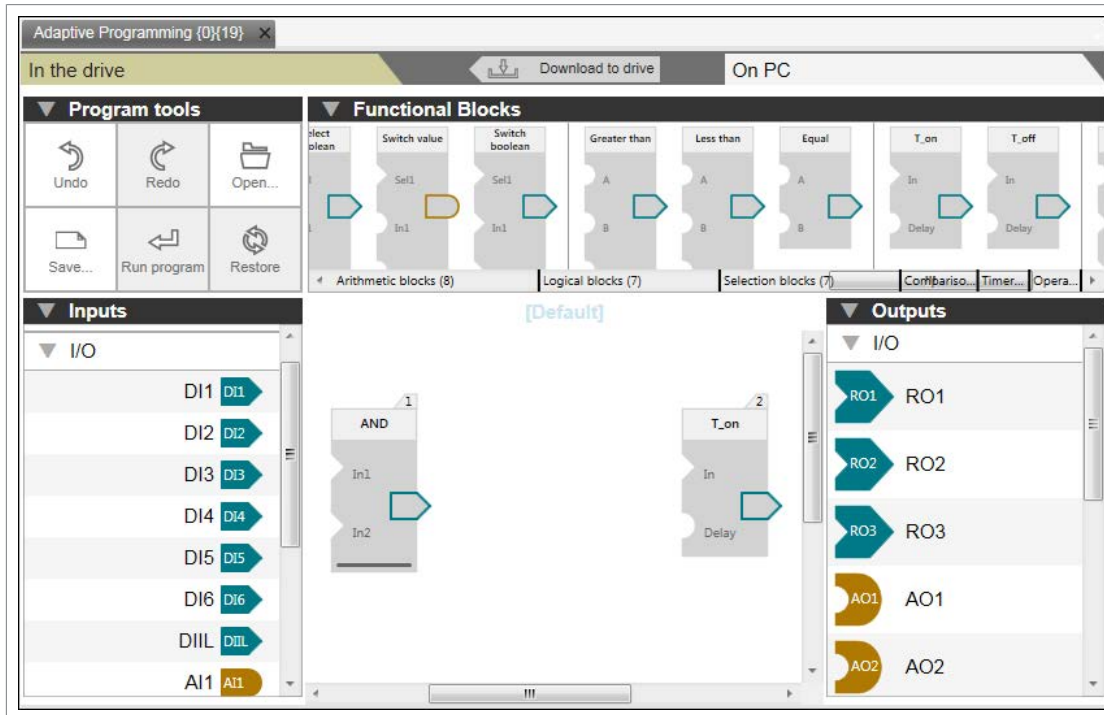 Adaptive Programming {0}{19} ×
In the drive
Download to drive
On PC
Program tools
Undo
Redo
Open...
Save...
Run program
Restore
Functional Blocks
elect
olean
Switch value
Sel1
In1
Switch
boolean
Sel1
In1
Greater than
A
B
Less than
A
B
Equal
A
B
T_on
In
Delay
T_off
In
Delay
Arithmetic blocks (8)
Logical blocks (7)
Selection blocks (7)
Compariso...
Timer...
Opera...
Inputs
I/O
DI1 DI1
DI2 DI2
DI3 DI3
DI4 DI4
DI5 DI5
DI6 DI6
DIIL DIIL
AI1 AI1
[Default]
1
AND
In1
In2
2
T_on
In
Delay
Outputs
I/O
RO1 RO1
RO2 RO2
RO3 RO3
AO1 AO1
AO2 AO2